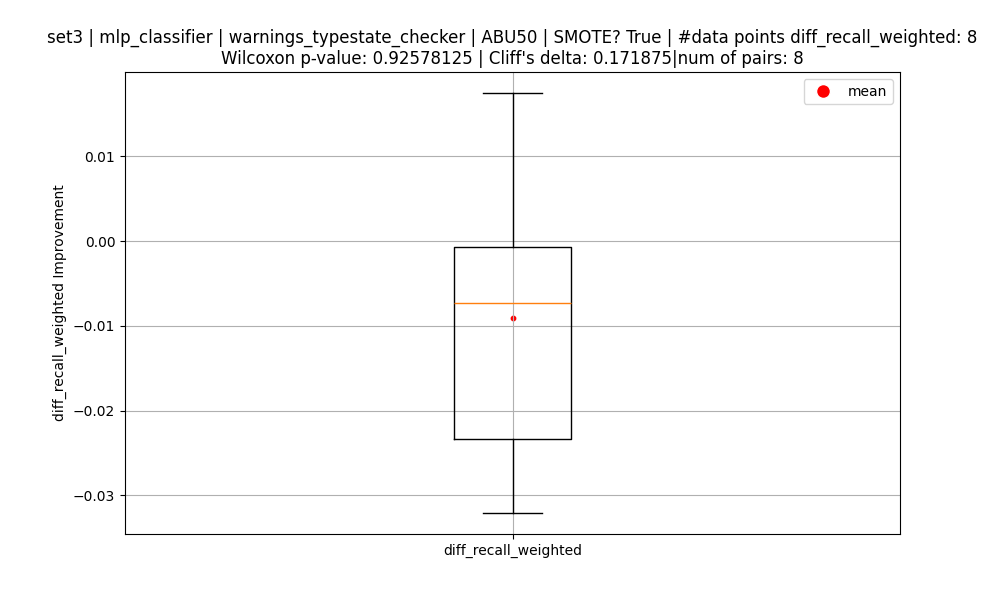 set3 | mlp_classifier | warnings_typestate_checker | ABU50 | SMOTE? True | #data points diff_recall_weighted: 8
Wilcoxon p-value: 0.92578125 | Cliff's delta: 0.171875|num of pairs: 8
mean
0.01
0.00
−0.01
−0.02
−0.03
diff_recall_weighted Improvement
diff_recall_weighted